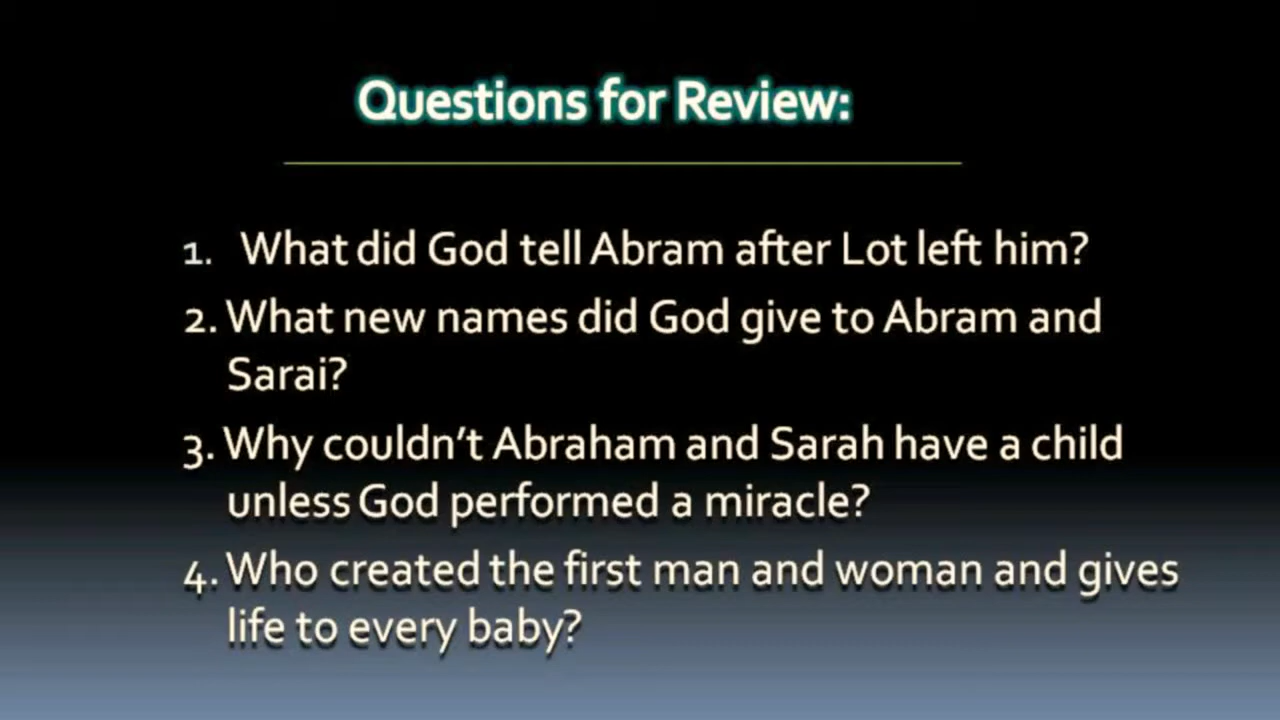 Questions for Review:
1. What did God tell Abram after Lot left him?
2. What new names did God give to Abram and
Sarai?
3. Why couldn't Abraham and Sarah have a child
unless God performed a miracle?
4. Who created the first man and woman and gives
life to every baby?